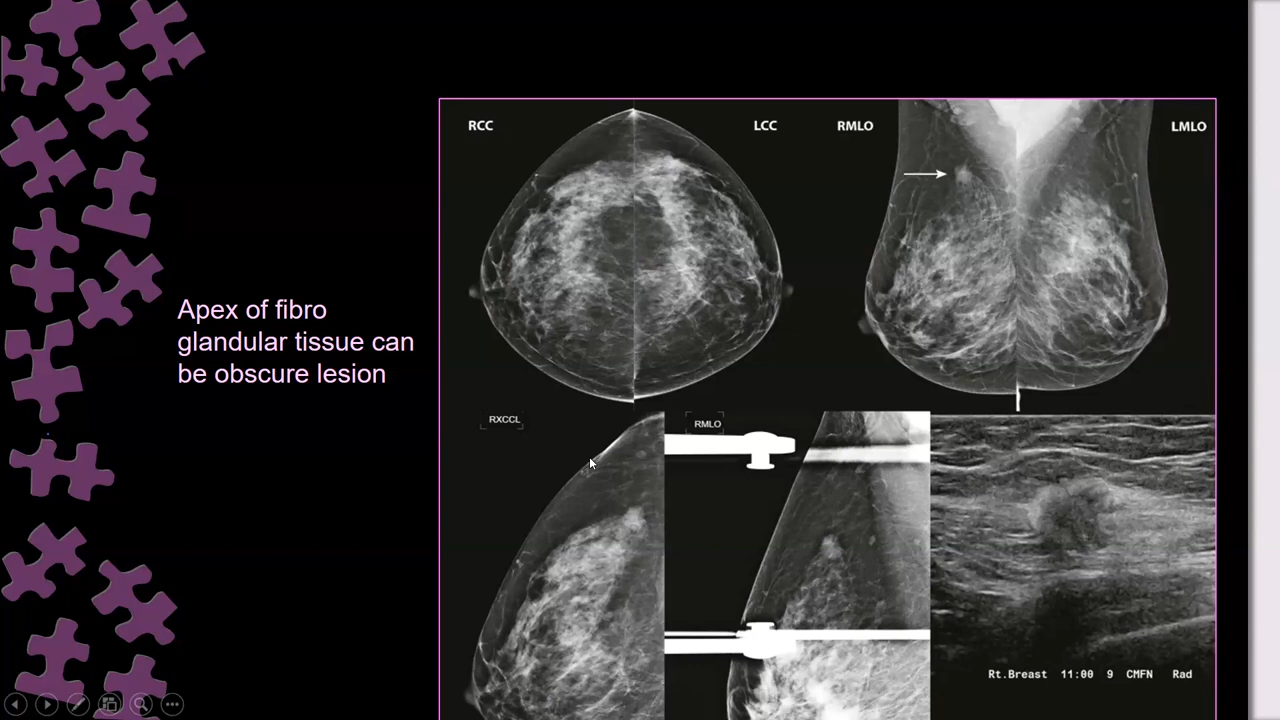 RCC
LCC
RMLO
LMLO
Apex of fibro
glandular tissue can
be obscure lesion
RXCCL
RMLO
Rt.Breast 11:00 9 CMFN Rad